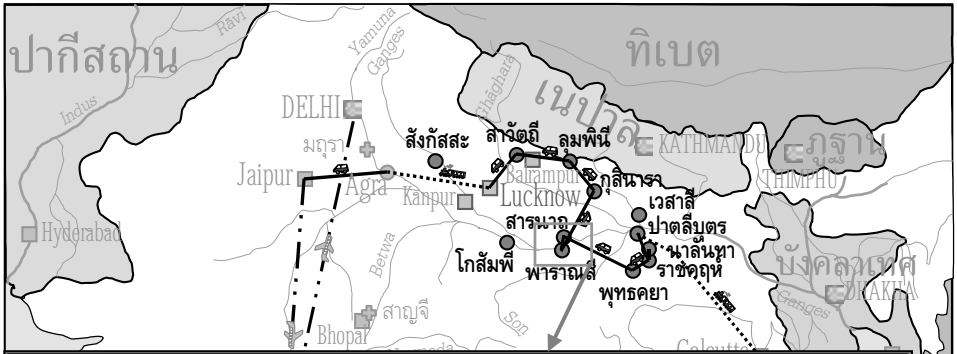 Rāvi
Yamuna
Ganges
ปากีสถาน
ทิเบต
Indus
Ghāghara
เนปาล
DELHI
มถุรา
สังกัสสะ
สาวัตถี
ลุมพินี
KATHMANDU
ภูฐาน
THIMPHU
Jaipur
Agra
Balrampur
Kānpur
Lucknow
กุสินารา
เวสาลี
Hyderabad
สารนาถ
ปาตลีบุตร
โกสัมพี
พาราณสี
นาลันทา
ราชคฤห์
พุทธคยา
บังคลาเทศ
Betwa
Ganges
DHAKHA
สาญจี
Bhopal
Son
Narmada
Calcutta